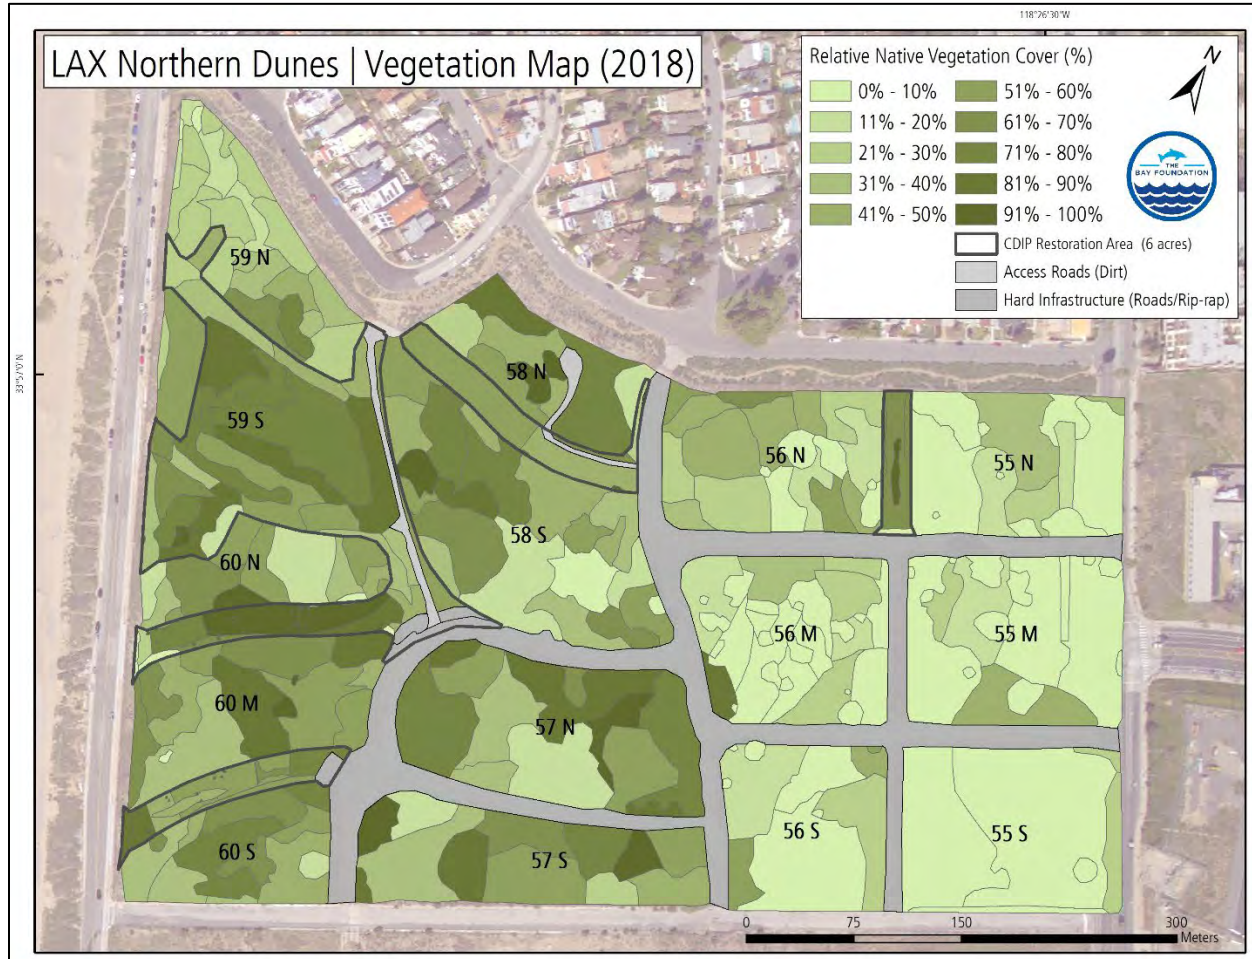 118°26'30"W
LAX Northern Dunes | Vegetation Map (2018)
Relative Native Vegetation Cover (%)
0% - 10%
11% - 20%
21% - 30%
31% - 40%
41% - 50%
51% - 60%
61% - 70%
71% - 80%
81% - 90%
91% - 100%
CDIP Restoration Area (6 acres)
Access Roads (Dirt)
Hard Infrastructure (Roads/Rip-rap)
N
THE
BAY FOUNDATION
33°57'0"N
59 N
58 N
59 S
56 N
55 N
58 S
60 N
56 M
55 M
60 M
57 N
60 S
57 S
56 S
55 S
0 75 150 300
Meters